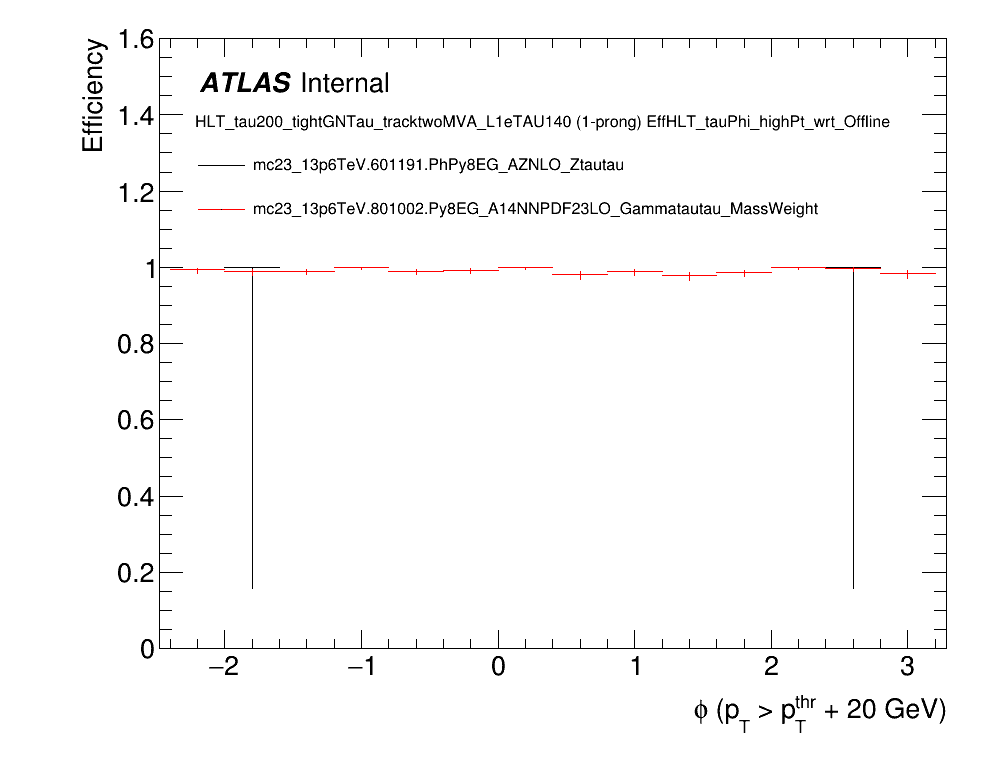 Efficiency
1.6
1.4
1.2
1
0.8
0.6
0.4
0.2
0
ATLAS Internal
HLT_tau200_tightGNTau_tracktwoMVA_L1eTAU140 (1-prong) EffHLT_tauPhi_highPt_wrt_Offline
mc23_13p6TeV.601191.PhPy8EG_AZNLO_Ztautau
mc23_13p6TeV.801002.Py8EG_A14NNPDF23LO_Gammatautau_MassWeight
−2 −1 0 1 2 3
ϕ (p_T > p_T^thr + 20 GeV)